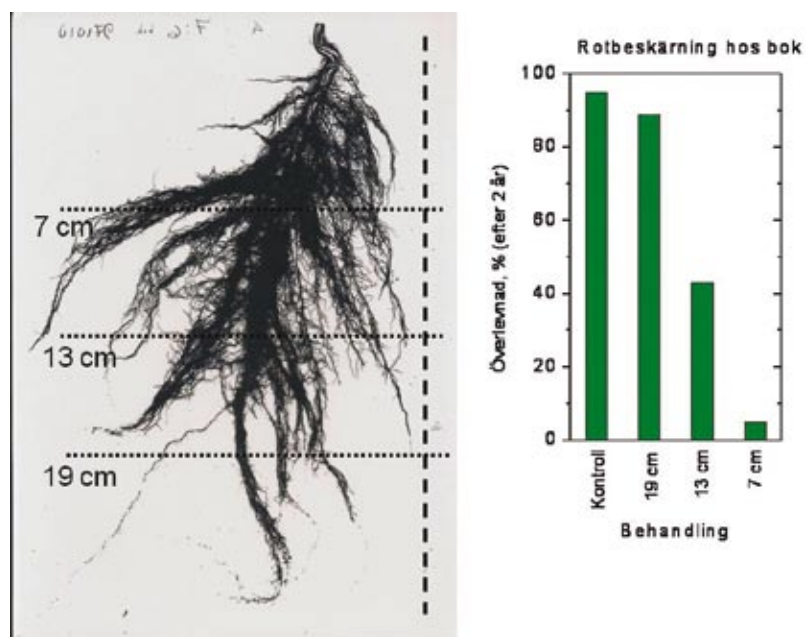 7 cm
13 cm
19 cm
Rotbeskärning hos bok
Överlevnad, % (efter 2 år)
100
80
60
40
20
0
Kontroll
19 cm
13 cm
7 cm
Behandling